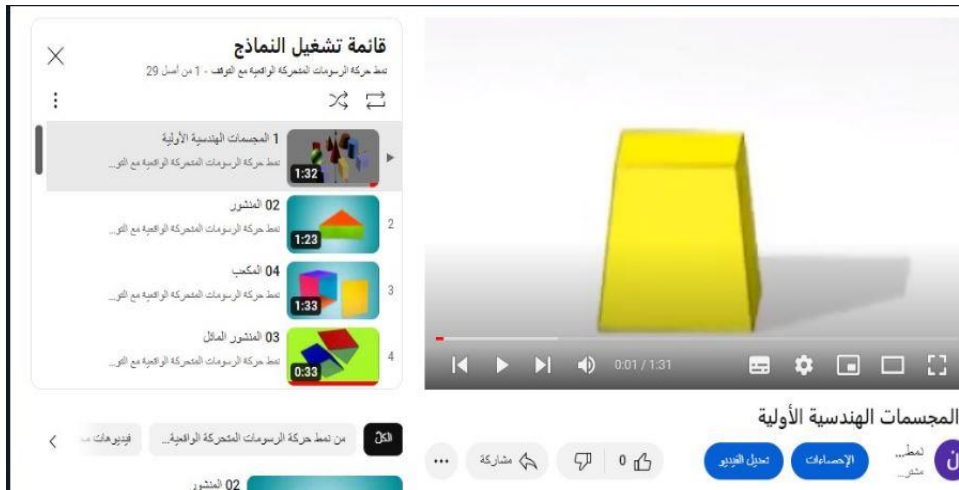 قائمة تشغيل النماذج
نمط حركة الرسومات المتحركة الواقعية مع التوقف - 1 من أصل 29
1 المجسمات الهندسية الأولية
نمط حركة الرسومات المتحركة الواقعية مع التو...
1:32
02 المنشور
نمط حركة الرسومات المتحركة الواقعية مع التو...
1:23
2
04 المكعب
نمط حركة الرسومات المتحركة الواقعية مع التو...
1:33
3
03 المنشور المائل
نمط حركة الرسومات المتحركة الواقعية مع التو...
0:33
4
الكل
من نمط حركة الرسومات المتحركة الواقعية...
فيديوهات
02 المنشور
0:01 / 1:31
المجسمات الهندسية الأولية
ن
نمط...
مشتر...
الإحصاءات
تعديل الفيديو
0
مشاركة